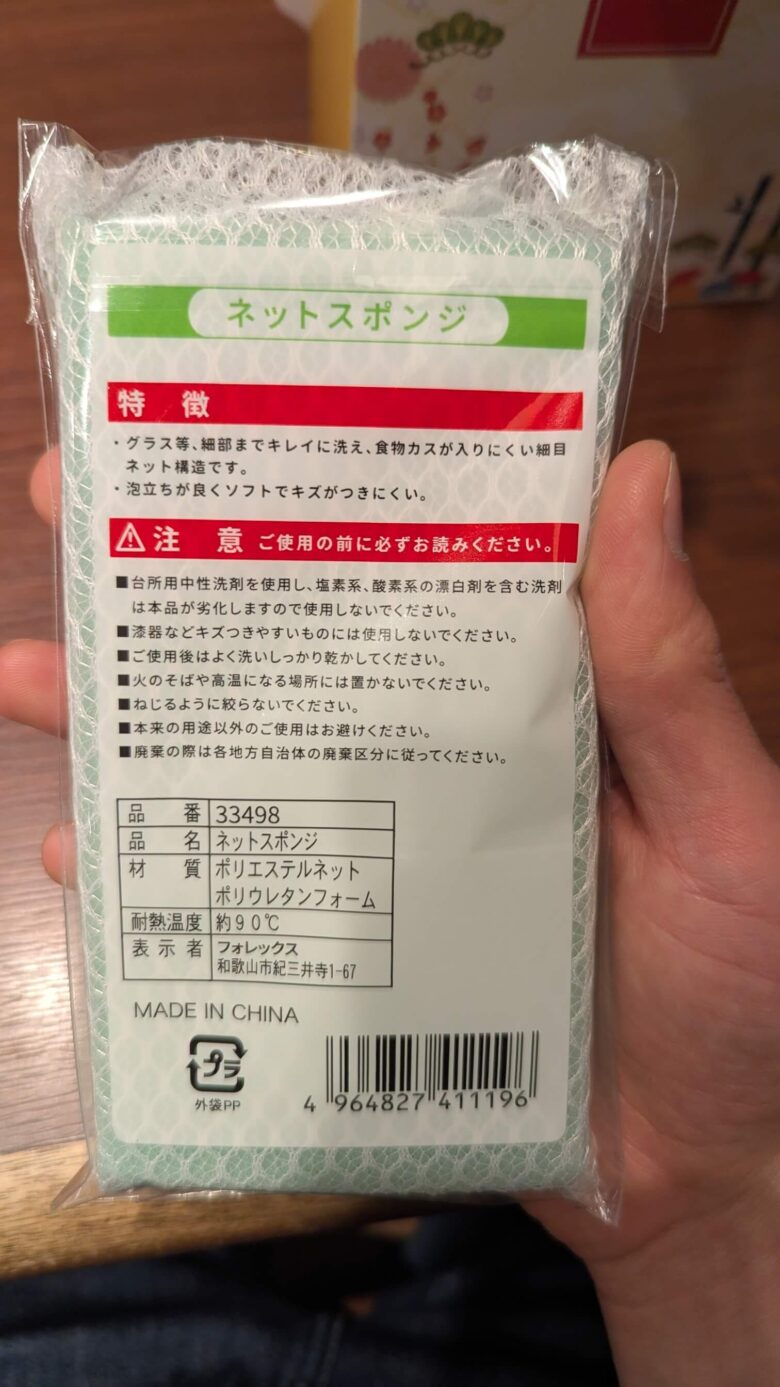 ネットスポンジ
特 徴
・グラス等、細部までキレイに洗え、食物カスが入りにくい細目
ネット構造です。
・泡立ちが良くソフトでキズがつきにくい。
注 意 ご使用の前に必ずお読みください。
■台所用中性洗剤を使用し、塩素系、酸素系の漂白剤を含む洗剤
は本品が劣化しますので使用しないでください。
■漆器などキズつきやすいものには使用しないでください。
■ご使用後はよく洗いしっかり乾かしてください。
■火のそばや高温になる場所には置かないでください。
■ねじるように絞らないでください。
■本来の用途以外のご使用はお避けください。
■廃棄の際は各地方自治体の廃棄区分に従ってください。
品 番 33498
品 名 ネットスポンジ
材 質 ポリエステルネット
ポリウレタンフォーム
耐熱温度 約90℃
表示者 フォレックス
和歌山市紀三井寺1-67
MADE IN CHINA
プラ
外袋PP
4 964827 411196